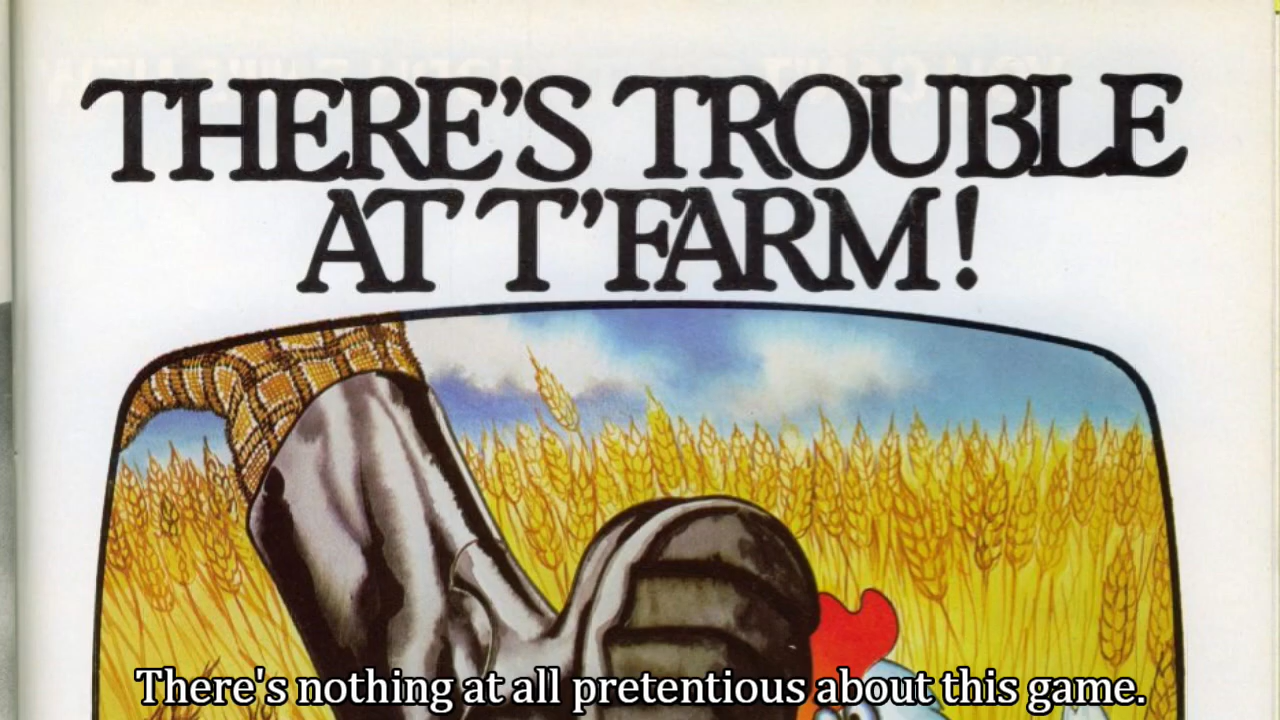 THERE'S TROUBLE
AT T'FARM!
There's nothing at all pretentious about this game.